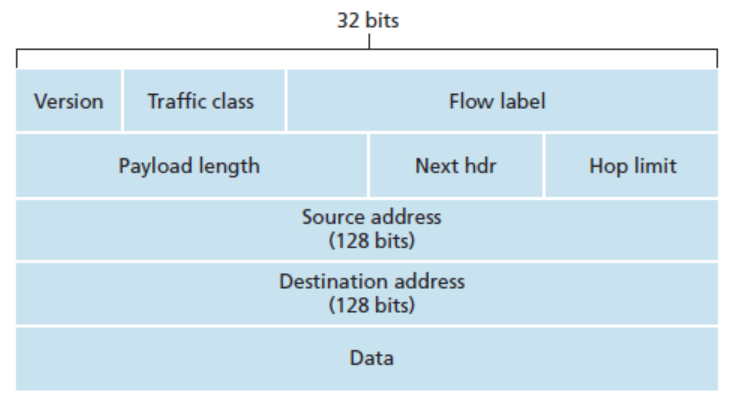 32 bits
Version Traffic class Flow label
Payload length Next hdr Hop limit
Source address
(128 bits)
Destination address
(128 bits)
Data